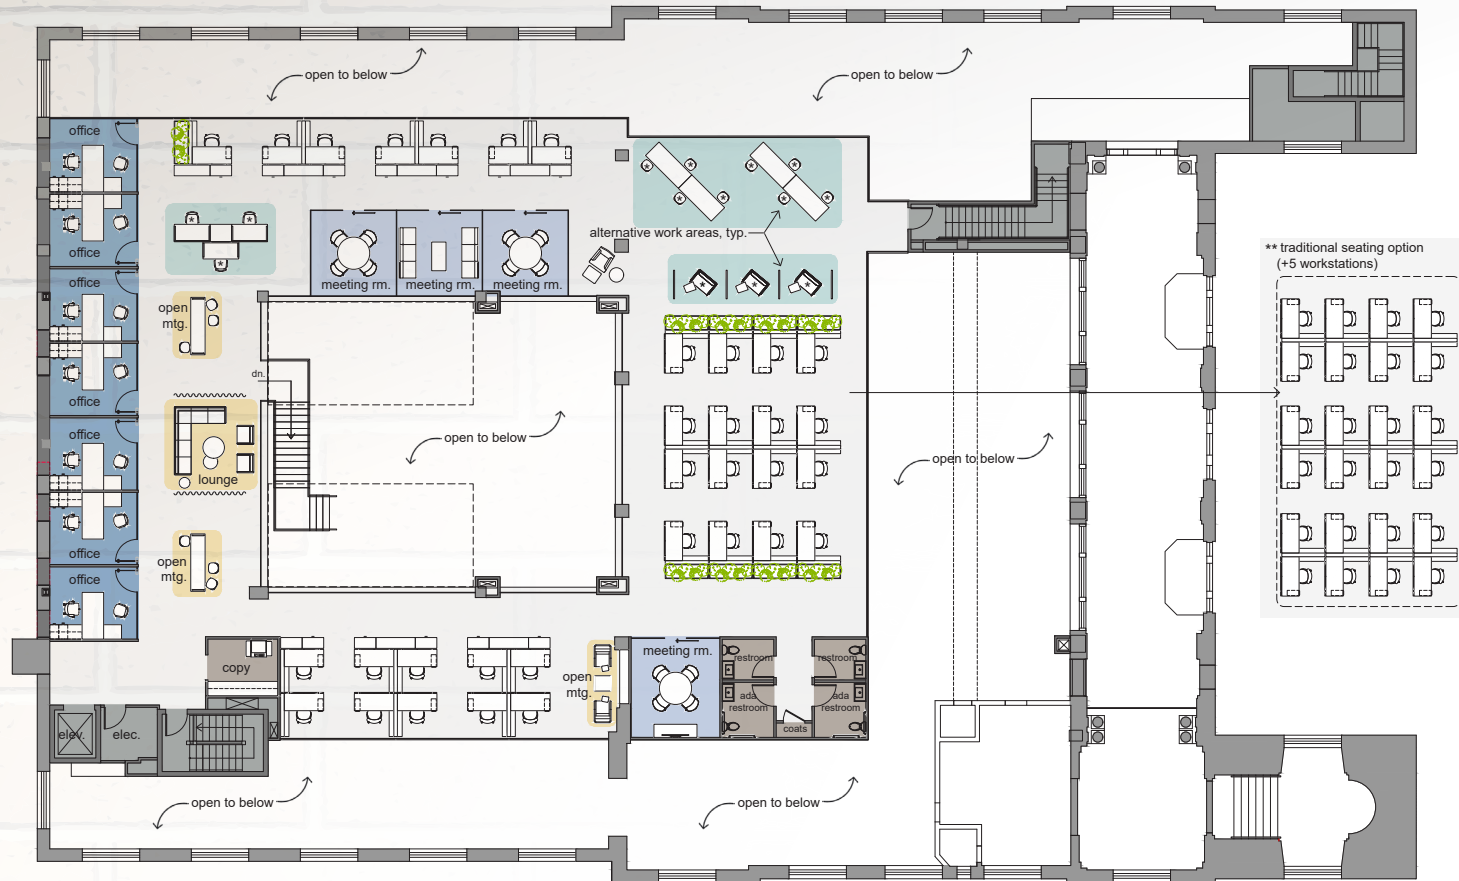 open to below
open to below
office
office
alternative work areas, typ.
** traditional seating option
(+5 workstations)
meeting rm.
meeting rm.
meeting rm.
office
open
mtg.
dn.
office
office
open to below
open to below
lounge
office
open
mtg.
office
meeting rm.
restroom
restroom
copy
open
mtg.
ada
restroom
ada
restroom
coats
elev.
elec.
open to below
open to below